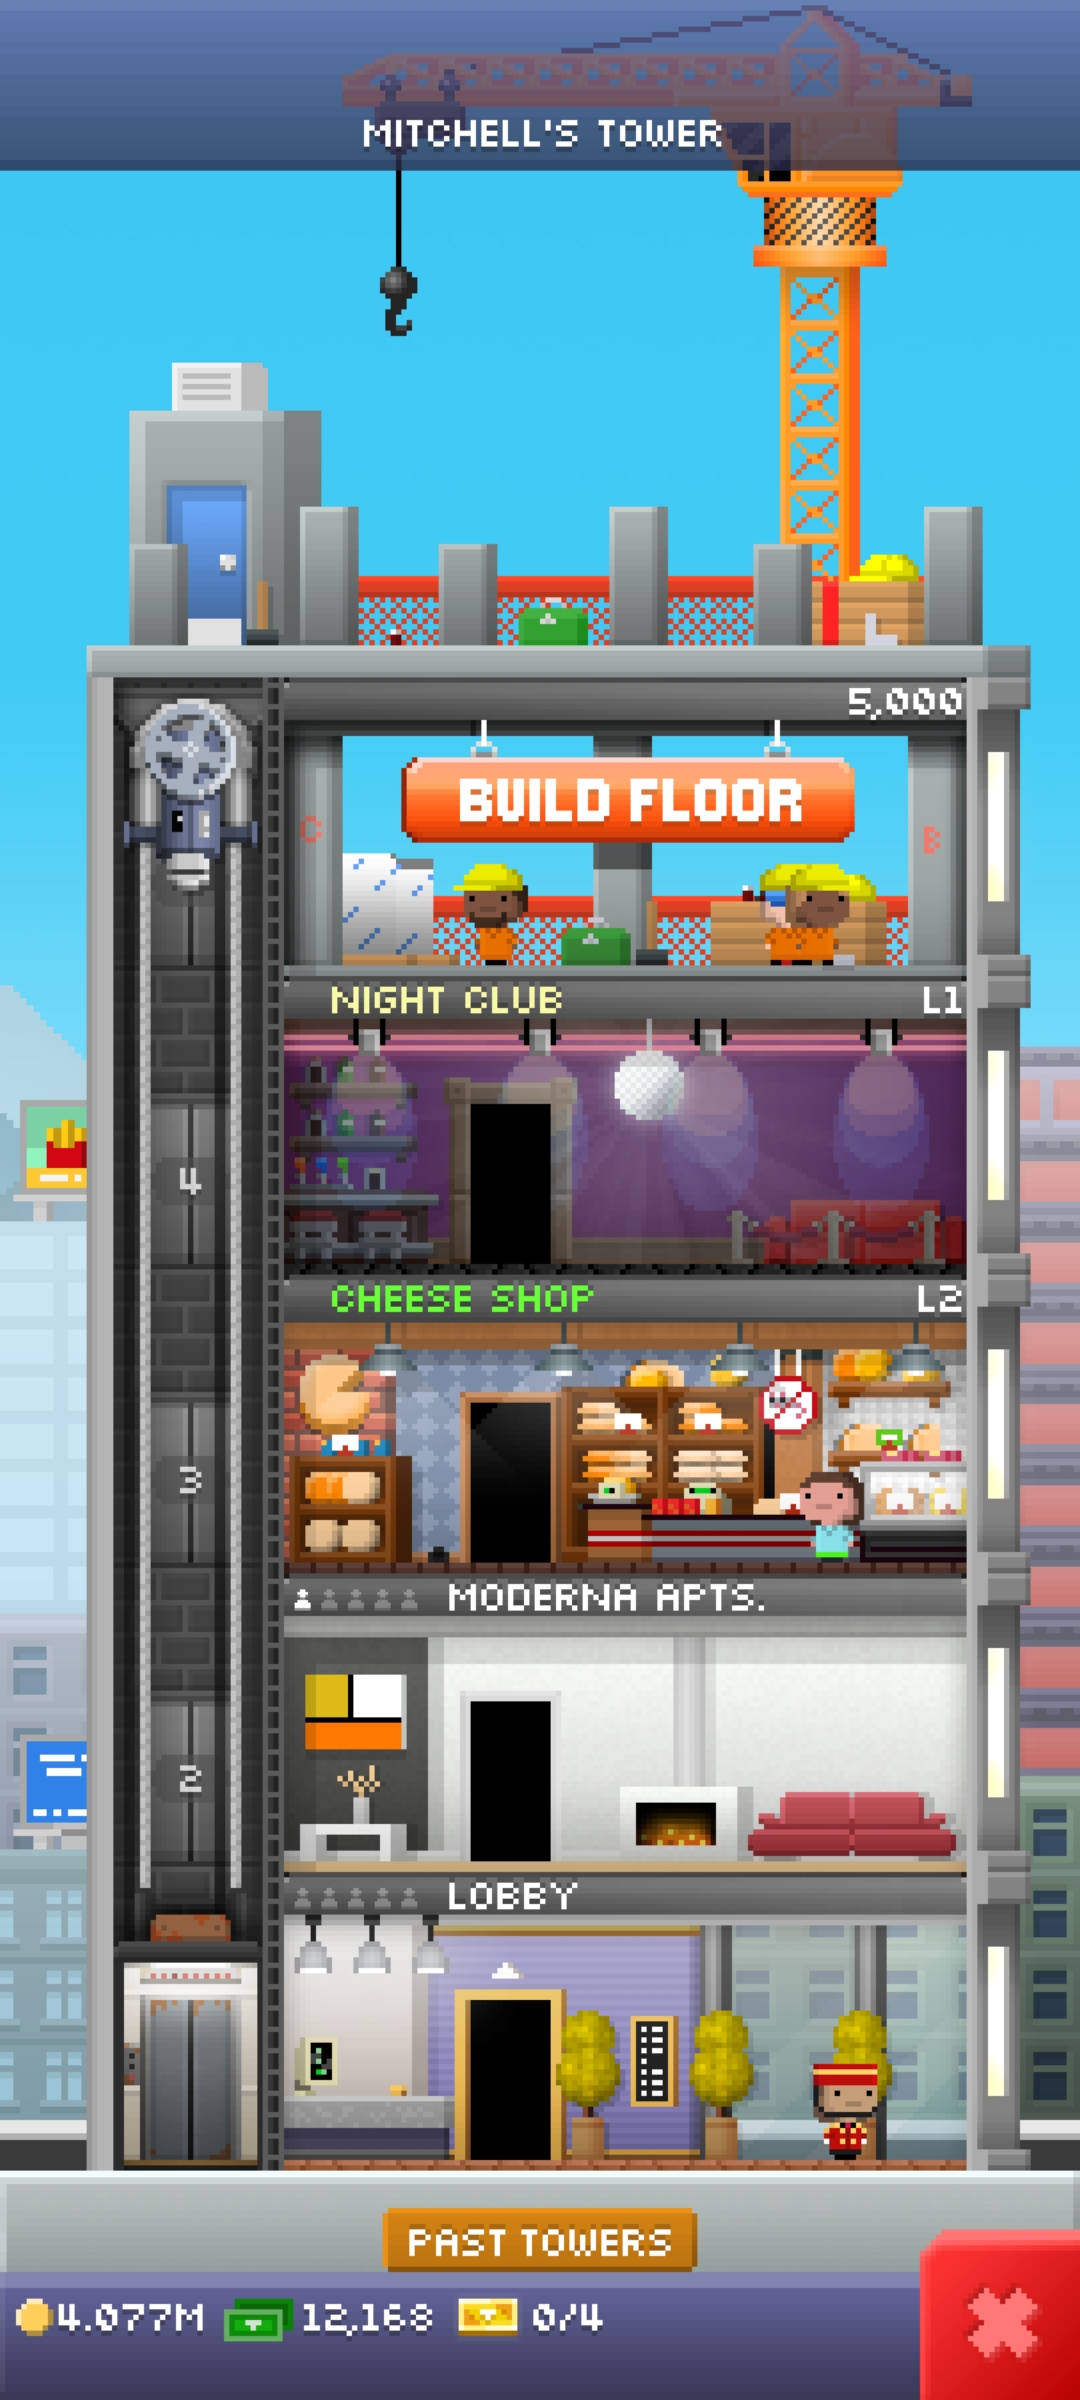 MITCHELL'S TOWER
5,000
BUILD FLOOR
C
B
NIGHT CLUB L1
4
CHEESE SHOP L2
3
MODERNA APTS.
2
LOBBY
PAST TOWERS
4.077M 12,168 0/4